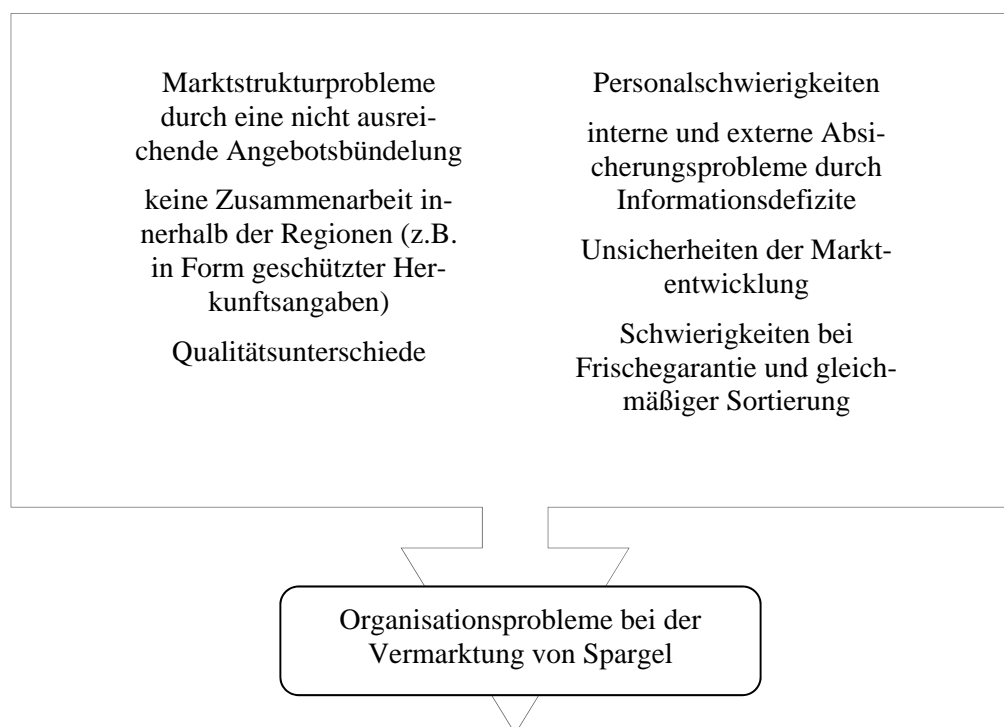 Marktstrukturprobleme
durch eine nicht ausrei-
chende Angebotsbündelung
keine Zusammenarbeit in-
nerhalb der Regionen (z.B.
in Form geschützter Her-
kunftsangaben)
Qualitätsunterschiede
Personalschwierigkeiten
interne und externe Absi-
cherungsprobleme durch
Informationsdefizite
Unsicherheiten der Markt-
entwicklung
Schwierigkeiten bei
Frischegarantie und gleich-
mäßiger Sortierung
Organisationsprobleme bei der
Vermarktung von Spargel